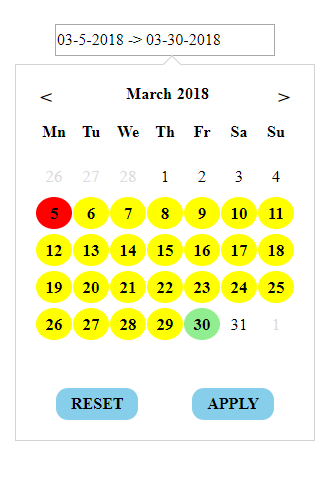 03-5-2018 -> 03-30-2018
< March 2018 >
Mn Tu We Th Fr Sa Su
26 27 28 1 2 3 4
5 6 7 8 9 10 11
12 13 14 15 16 17 18
19 20 21 22 23 24 25
26 27 28 29 30 31 1
RESET APPLY